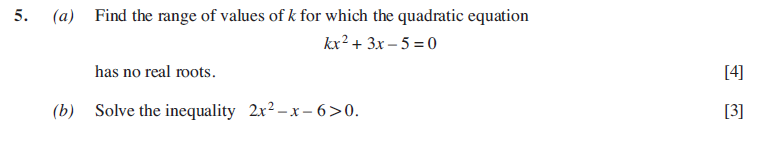 5. (a) Find the range of values of k for which the quadratic equation
kx² + 3x – 5 = 0
has no real roots. [4]
(b) Solve the inequality 2x² – x – 6 > 0. [3]